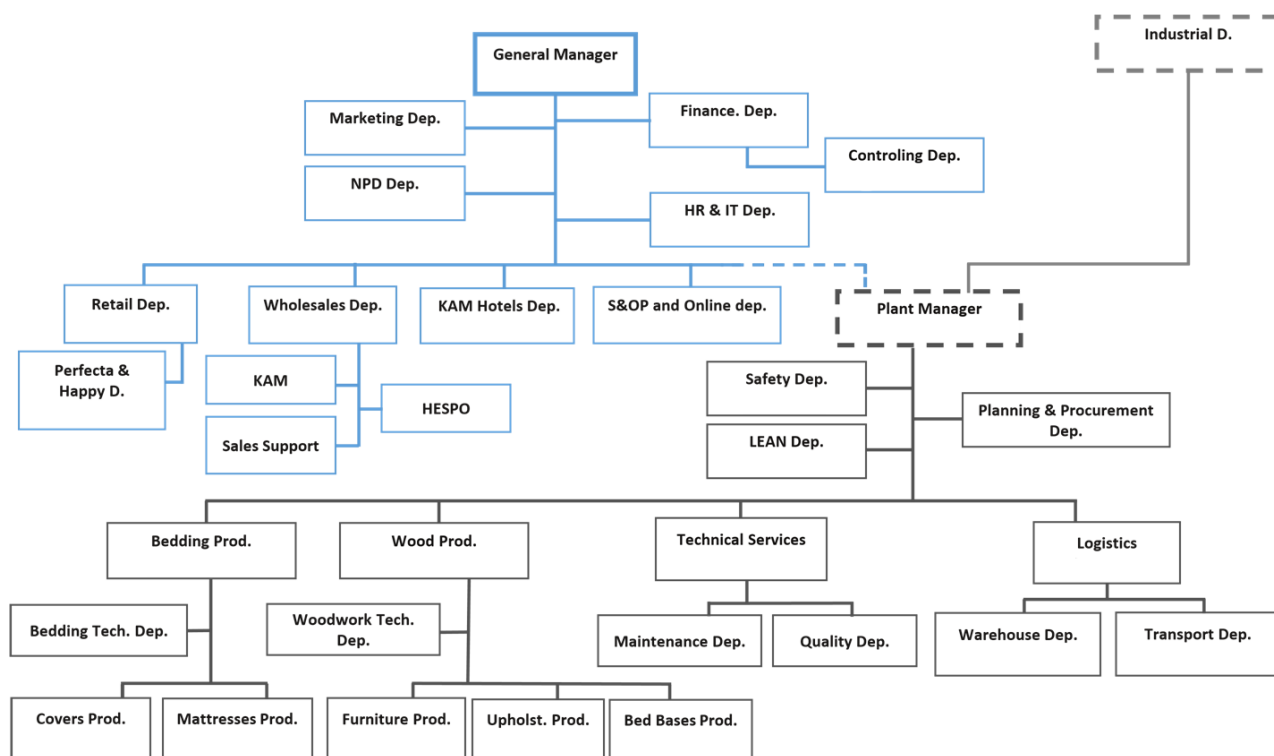 Industrial D.
General Manager
Marketing Dep.
Finance. Dep.
Controling Dep.
NPD Dep.
HR & IT Dep.
Retail Dep.
Wholesales Dep.
KAM Hotels Dep.
S&OP and Online dep.
Plant Manager
Perfecta &
Happy D.
KAM
HESPO
Sales Support
Safety Dep.
Planning & Procurement
Dep.
LEAN Dep.
Bedding Prod.
Wood Prod.
Technical Services
Logistics
Bedding Tech. Dep.
Woodwork Tech.
Dep.
Maintenance Dep.
Quality Dep.
Warehouse Dep.
Transport Dep.
Covers Prod.
Mattresses Prod.
Furniture Prod.
Upholst. Prod.
Bed Bases Prod.